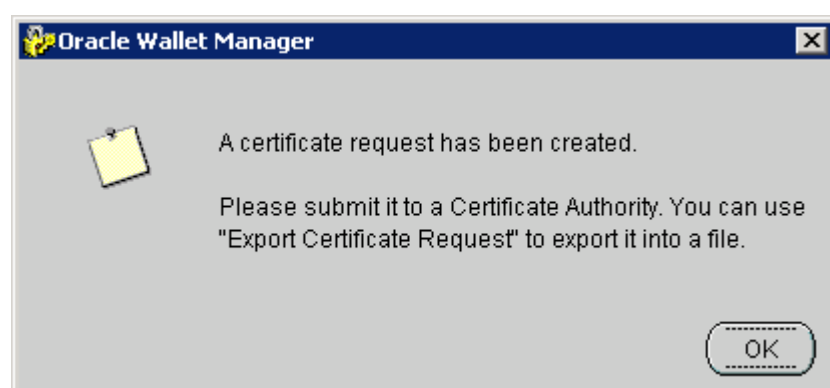 Oracle Wallet Manager
A certificate request has been created.
Please submit it to a Certificate Authority. You can use
"Export Certificate Request" to export it into a file.
OK